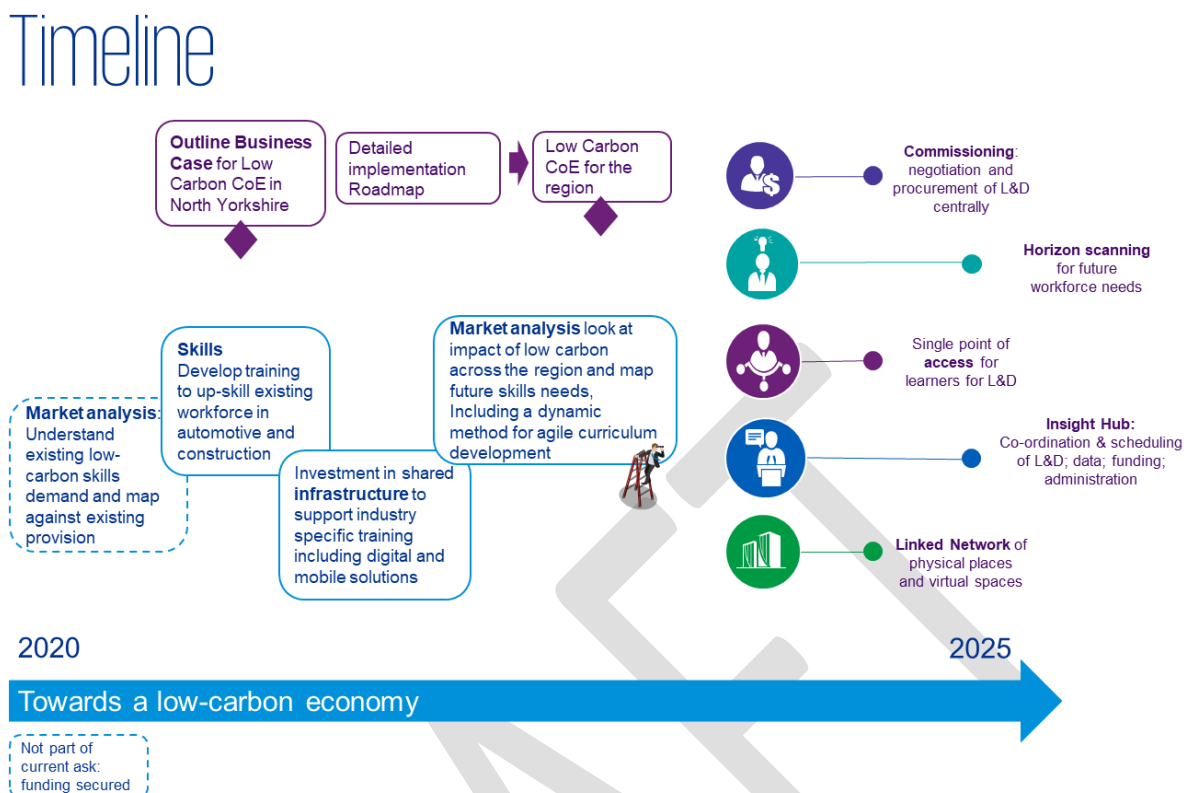 Timeline
Outline Business
Case for Low
Carbon CoE in
North Yorkshire
Detailed
implementation
Roadmap
Low Carbon
CoE for the
region
Commissioning:
negotiation and
procurement of L&D
centrally
Horizon scanning
for future
workforce needs
Single point of
access for
learners for L&D
Insight Hub:
Co-ordination & scheduling
of L&D; data; funding;
administration
Linked Network of
physical places
and virtual spaces
Market analysis:
Understand
existing low-
carbon skills
demand and map
against existing
provision
Skills
Develop training
to up-skill existing
workforce in
automotive and
construction
Investment in shared
infrastructure to
support industry
specific training
including digital and
mobile solutions
Market analysis look at
impact of low carbon
across the region and map
future skills needs,
Including a dynamic
method for agile curriculum
development
2020
2025
Towards a low-carbon economy
Not part of
current ask:
funding secured